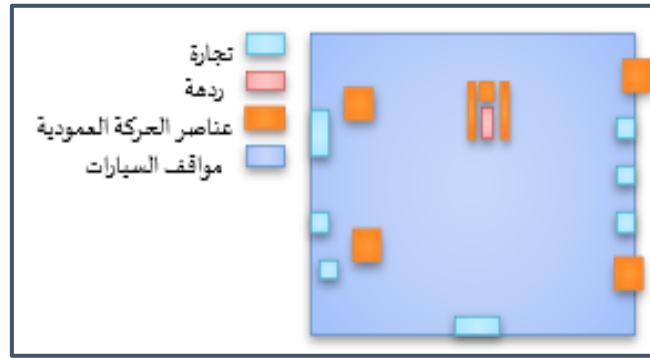 تجارة
ردهة
عناصر الحركة العمودية
مواقف السيارات